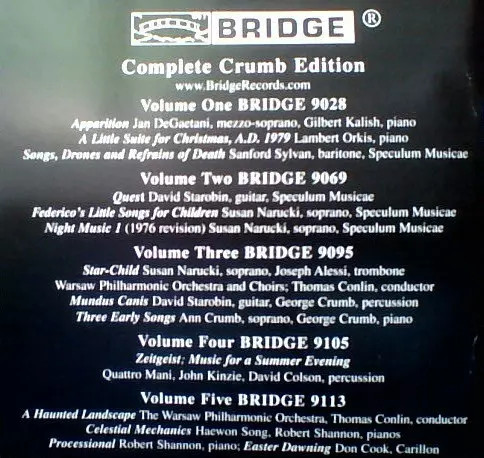 BRIDGE ®
Complete Crumb Edition
www.BridgeRecords.com
Volume One BRIDGE 9028
Apparition Jan DeGaetani, mezzo-soprano, Gilbert Kalish, piano
A Little Suite for Christmas, A.D. 1979 Lambert Orkis, piano
Songs, Drones and Refrains of Death Sanford Sylvan, baritone, Speculum Musicae
Volume Two BRIDGE 9069
Quest David Starobin, guitar, Speculum Musicae
Federico's Little Songs for Children Susan Narucki, soprano, Speculum Musicae
Night Music I (1976 revision) Susan Narucki, soprano, Speculum Musicae
Volume Three BRIDGE 9095
Star-Child Susan Narucki, soprano, Joseph Alessi, trombone
Warsaw Philharmonic Orchestra and Choirs; Thomas Conlin, conductor
Mundus Canis David Starobin, guitar, George Crumb, percussion
Three Early Songs Ann Crumb, soprano, George Crumb, piano
Volume Four BRIDGE 9105
Zeitgeist; Music for a Summer Evening
Quattro Mani, John Kinzie, David Colson, percussion
Volume Five BRIDGE 9113
A Haunted Landscape The Warsaw Philharmonic Orchestra, Thomas Conlin, conductor
Celestial Mechanics Haewon Song, Robert Shannon, pianos
Processional Robert Shannon, piano; Easter Dawning Don Cook, Carillon